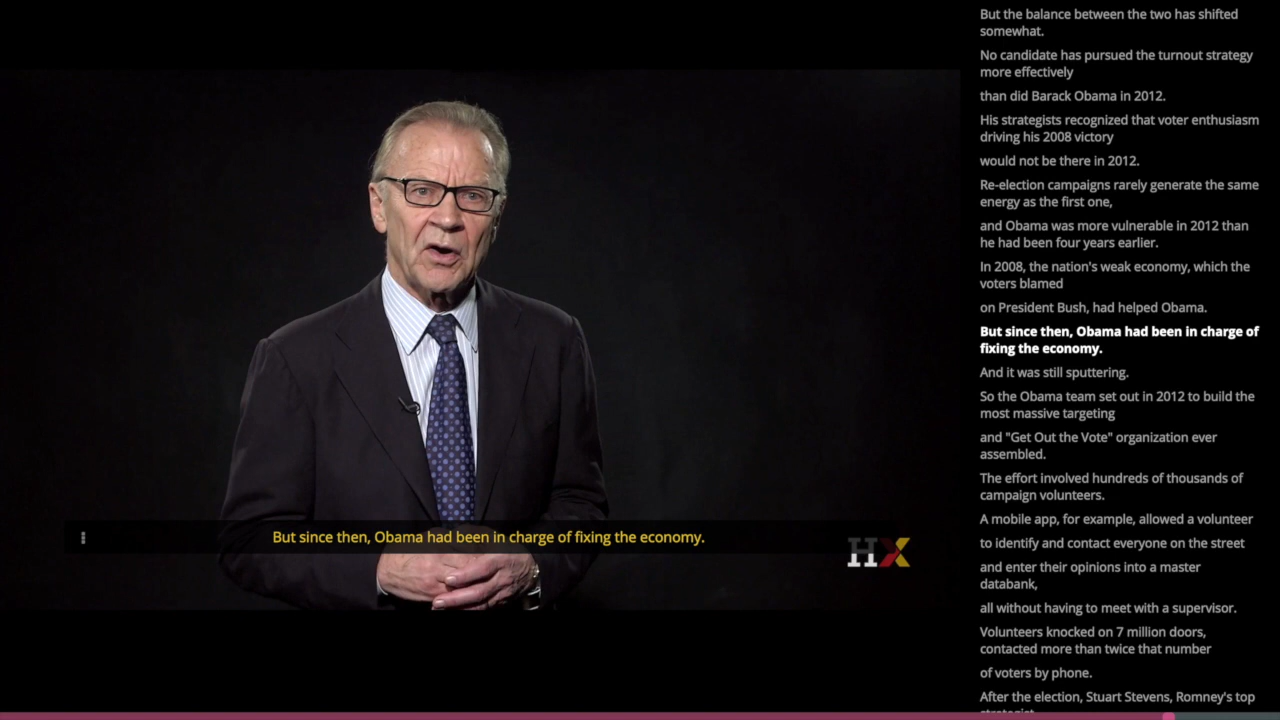 But the balance between the two has shifted
somewhat.
No candidate has pursued the turnout strategy
more effectively
than did Barack Obama in 2012.
His strategists recognized that voter enthusiasm
driving his 2008 victory
would not be there in 2012.
Re-election campaigns rarely generate the same
energy as the first one,
and Obama was more vulnerable in 2012 than
he had been four years earlier.
In 2008, the nation's weak economy, which the
voters blamed
on President Bush, had helped Obama.
But since then, Obama had been in charge of
fixing the economy.
And it was still sputtering.
So the Obama team set out in 2012 to build the
most massive targeting
and "Get Out the Vote" organization ever
assembled.
The effort involved hundreds of thousands of
campaign volunteers.
A mobile app, for example, allowed a volunteer
to identify and contact everyone on the street
and enter their opinions into a master
databank,
all without having to meet with a supervisor.
Volunteers knocked on 7 million doors,
contacted more than twice that number
of voters by phone.
After the election, Stuart Stevens, Romney's top
strategist
But since then, Obama had been in charge of fixing the economy.
HX